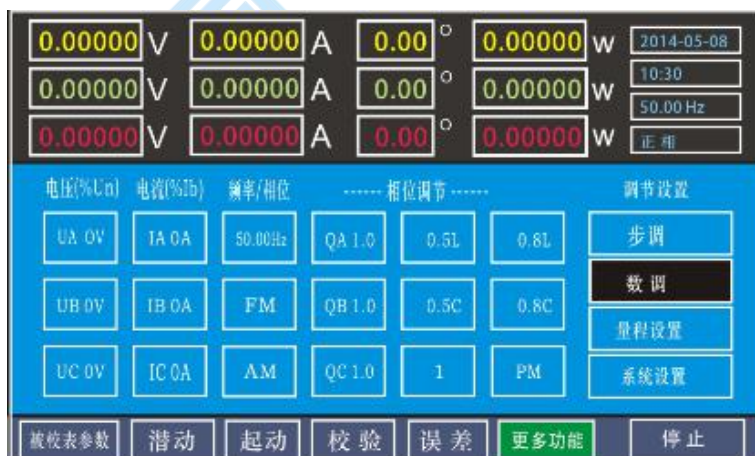 0.00000 V 0.00000 A 0.00 ° 0.00000 W 2014-05-08
0.00000 V 0.00000 A 0.00 ° 0.00000 W 10:30
50.00 Hz
0.00000 V 0.00000 A 0.00 ° 0.00000 W 正相
电压(%Un) 电流(%Ib) 频率/相位 ------ 相位调节 ------ 调节设置
UA 0V IA 0A 50.00Hz QA 1.0 0.5L 0.8L 步调
数调
UB 0V IB 0A FM QB 1.0 0.5C 0.8C
量程设置
UC 0V IC 0A AM QC 1.0 1 PM 系统设置
被校表参数 潜动 起动 校验 误差 更多功能 停止